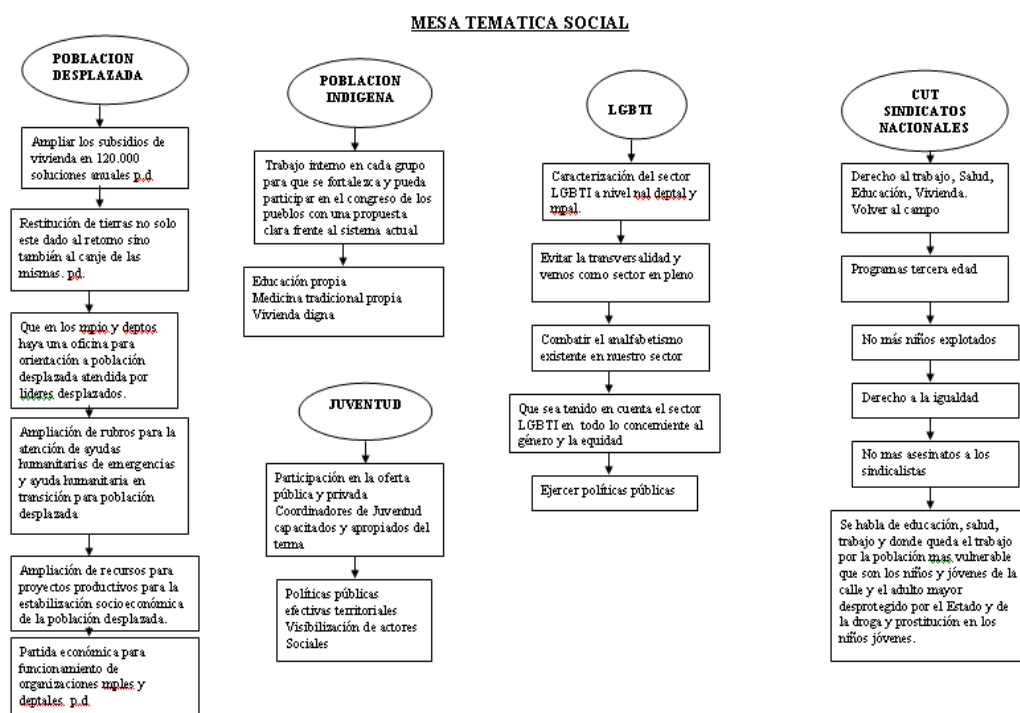 MESA TEMATICA SOCIAL
POBLACION
DESPLAZADA
Ampliar los subsidios de
vivienda en 120.000
soluciones anuales p.d
Restitución de tierras no solo
este dado al retorno sino
también al canje de las
mismas. pd.
Que en los mpio y deptos
haya una oficina para
orientación a población
desplazada atendida por
lideres desplazados.
Ampliación de rubros para la
atención de ayudas
humanitarias de emergencias
y ayuda humanitaria en
transición para población
desplazada
Ampliación de recursos para
proyectos productivos para la
estabilización socioeconómica
de la población desplazada.
Partida económica para
funcionamiento de
organizaciones mples y
deptales. p.d
POBLACION
INDIGENA
Trabajo interno en cada grupo
para que se fortalezca y pueda
participar en el congreso de los
pueblos con una propuesta
clara frente al sistema actual
Educación propia
Medicina tradicional propia
Vivienda digna
JUVENTUD
Participación en la oferta
pública y privada
Coordinadores de Juventud
capacitados y apropiados del
tema
Políticas públicas
efectivas territoriales
Visibilización de actores
Sociales
LGBTI
Caracterización del sector
LGBTI a nivel nal deptal y
mpal.
Evitar la transversalidad y
vernos como sector en pleno
Combatir el analfabetismo
existente en nuestro sector
Que sea tenido en cuenta el sector
LGBTI en todo lo concerniente al
género y la equidad
Ejercer políticas públicas
CUT
SINDICATOS
NACIONALES
Derecho al trabajo, Salud,
Educación, Vivienda.
Volver al campo
Programas tercera edad
No más niños explotados
Derecho a la igualdad
No mas asesinatos a los
sindicalistas
Se habla de educación, salud,
trabajo y donde queda el trabajo
por la población mas vulnerable
que son los niños y jóvenes de la
calle y el adulto mayor
desprotegido por el Estado y de
la droga y prostitución en los
niños jóvenes.